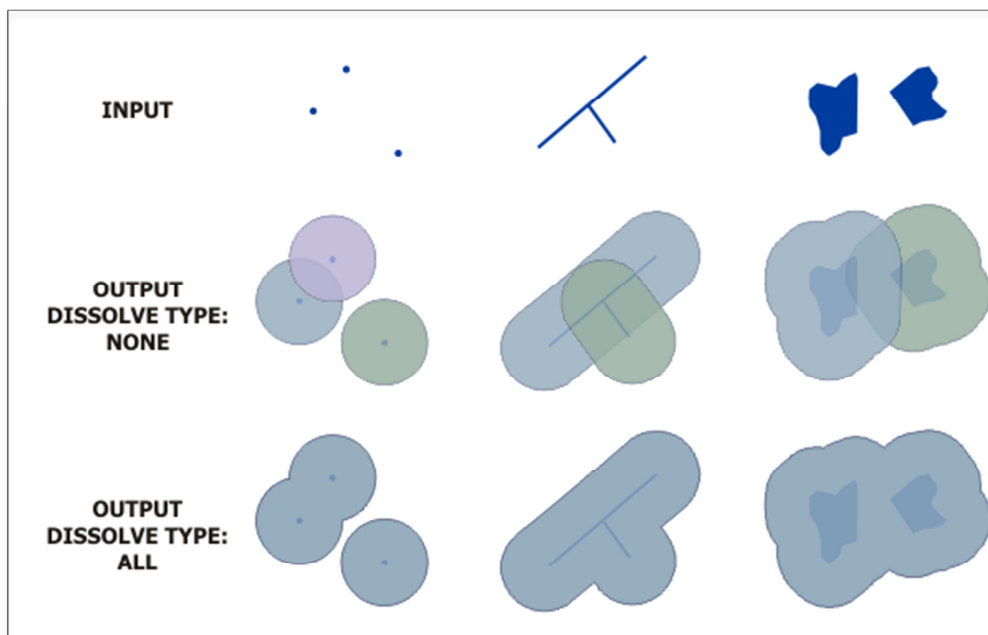 INPUT
OUTPUT
DISSOLVE TYPE:
NONE
OUTPUT
DISSOLVE TYPE:
ALL